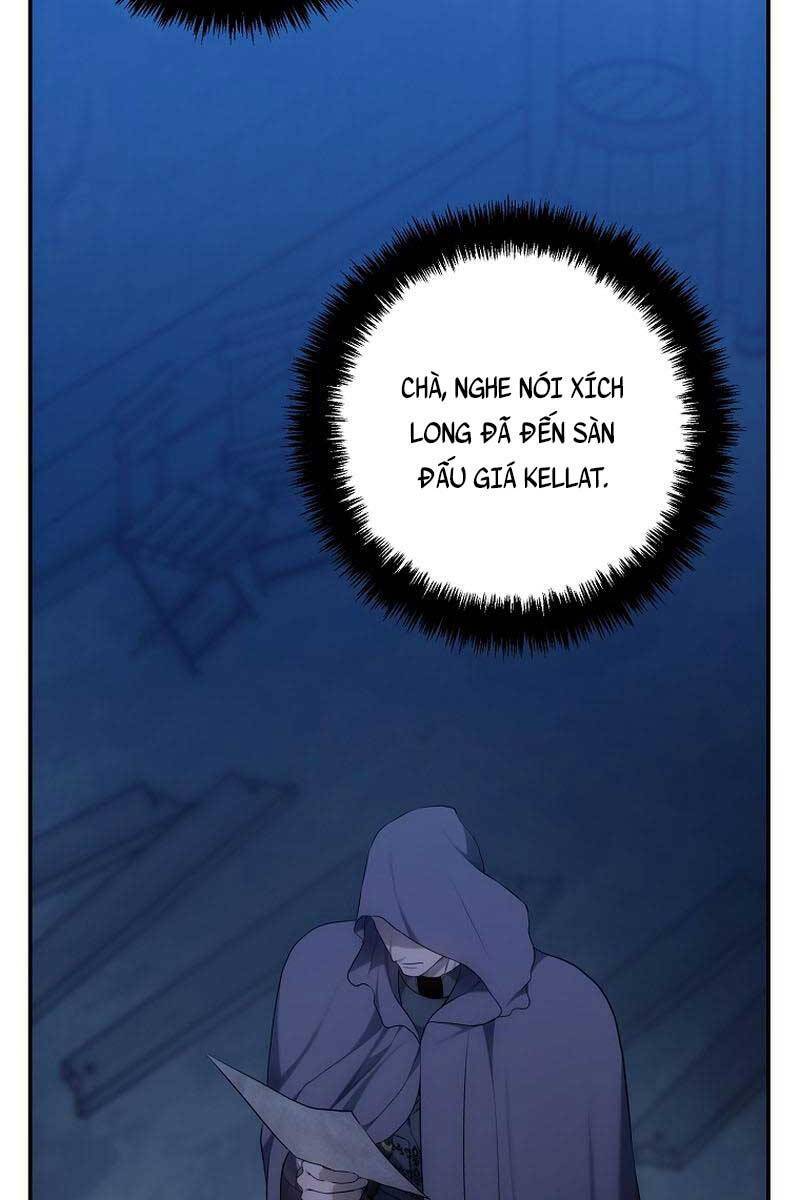 CHÀ, NGHE NÓI XÍCH
LONG ĐÃ ĐẾN SÀN
ĐẤU GIÁ KELLAT.